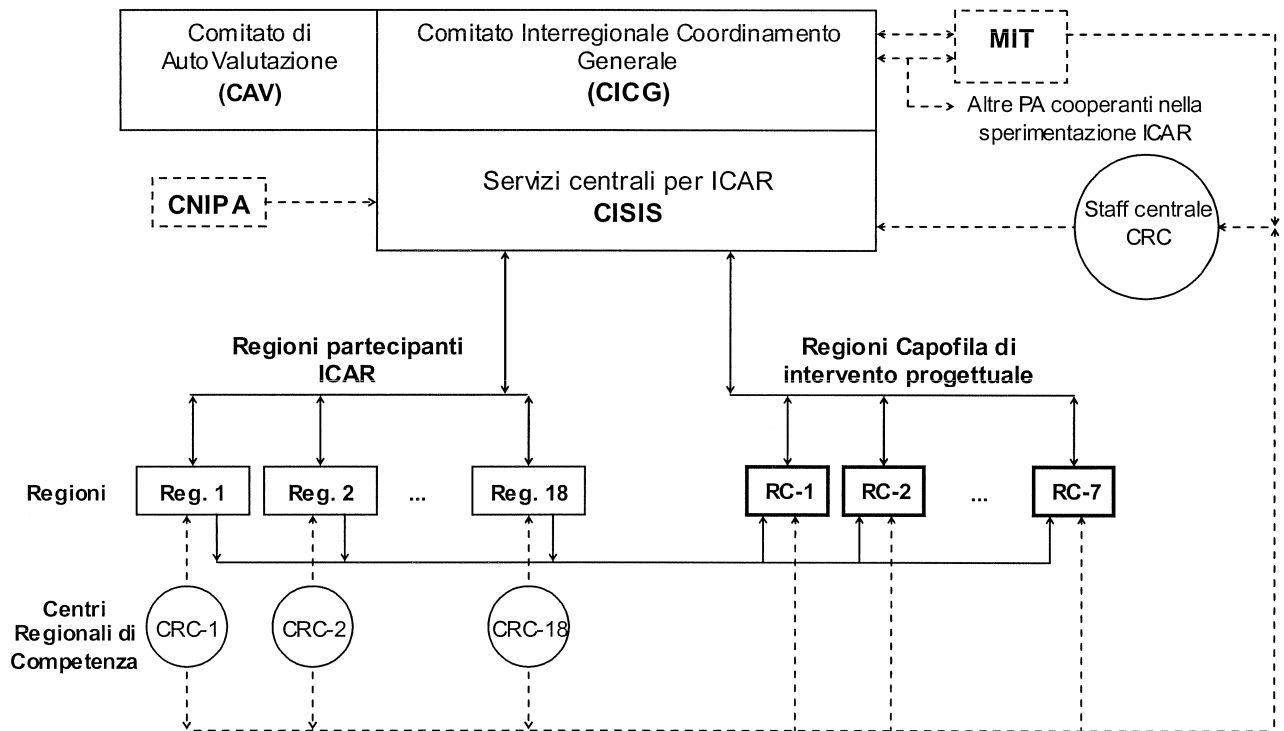 Comitato di
Auto Valutazione
(CAV)
Comitato Interregionale Coordinamento
Generale
(CICG)
MIT
Altre PA cooperanti nella
sperimentazione ICAR
Servizi centrali per ICAR
CISIS
CNIPA
Staff centrale
CRC
Regioni partecipanti
ICAR
Regioni Capofila di
intervento progettuale
Regioni
Reg. 1
Reg. 2
...
Reg. 18
RC-1
RC-2
...
RC-7
Centri
Regionali di
Competenza
CRC-1
CRC-2
CRC-18